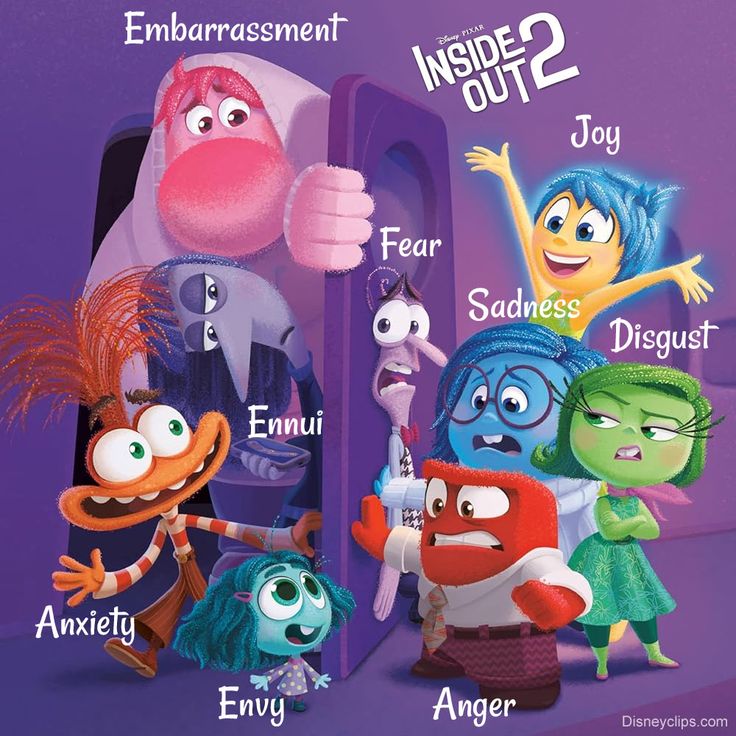 Embarrassment
Disney PIXAR
INSIDE
OUT 2
Joy
Fear
Sadness
Disgust
Ennui
Anxiety
Envy
Anger
Disneyclips.com